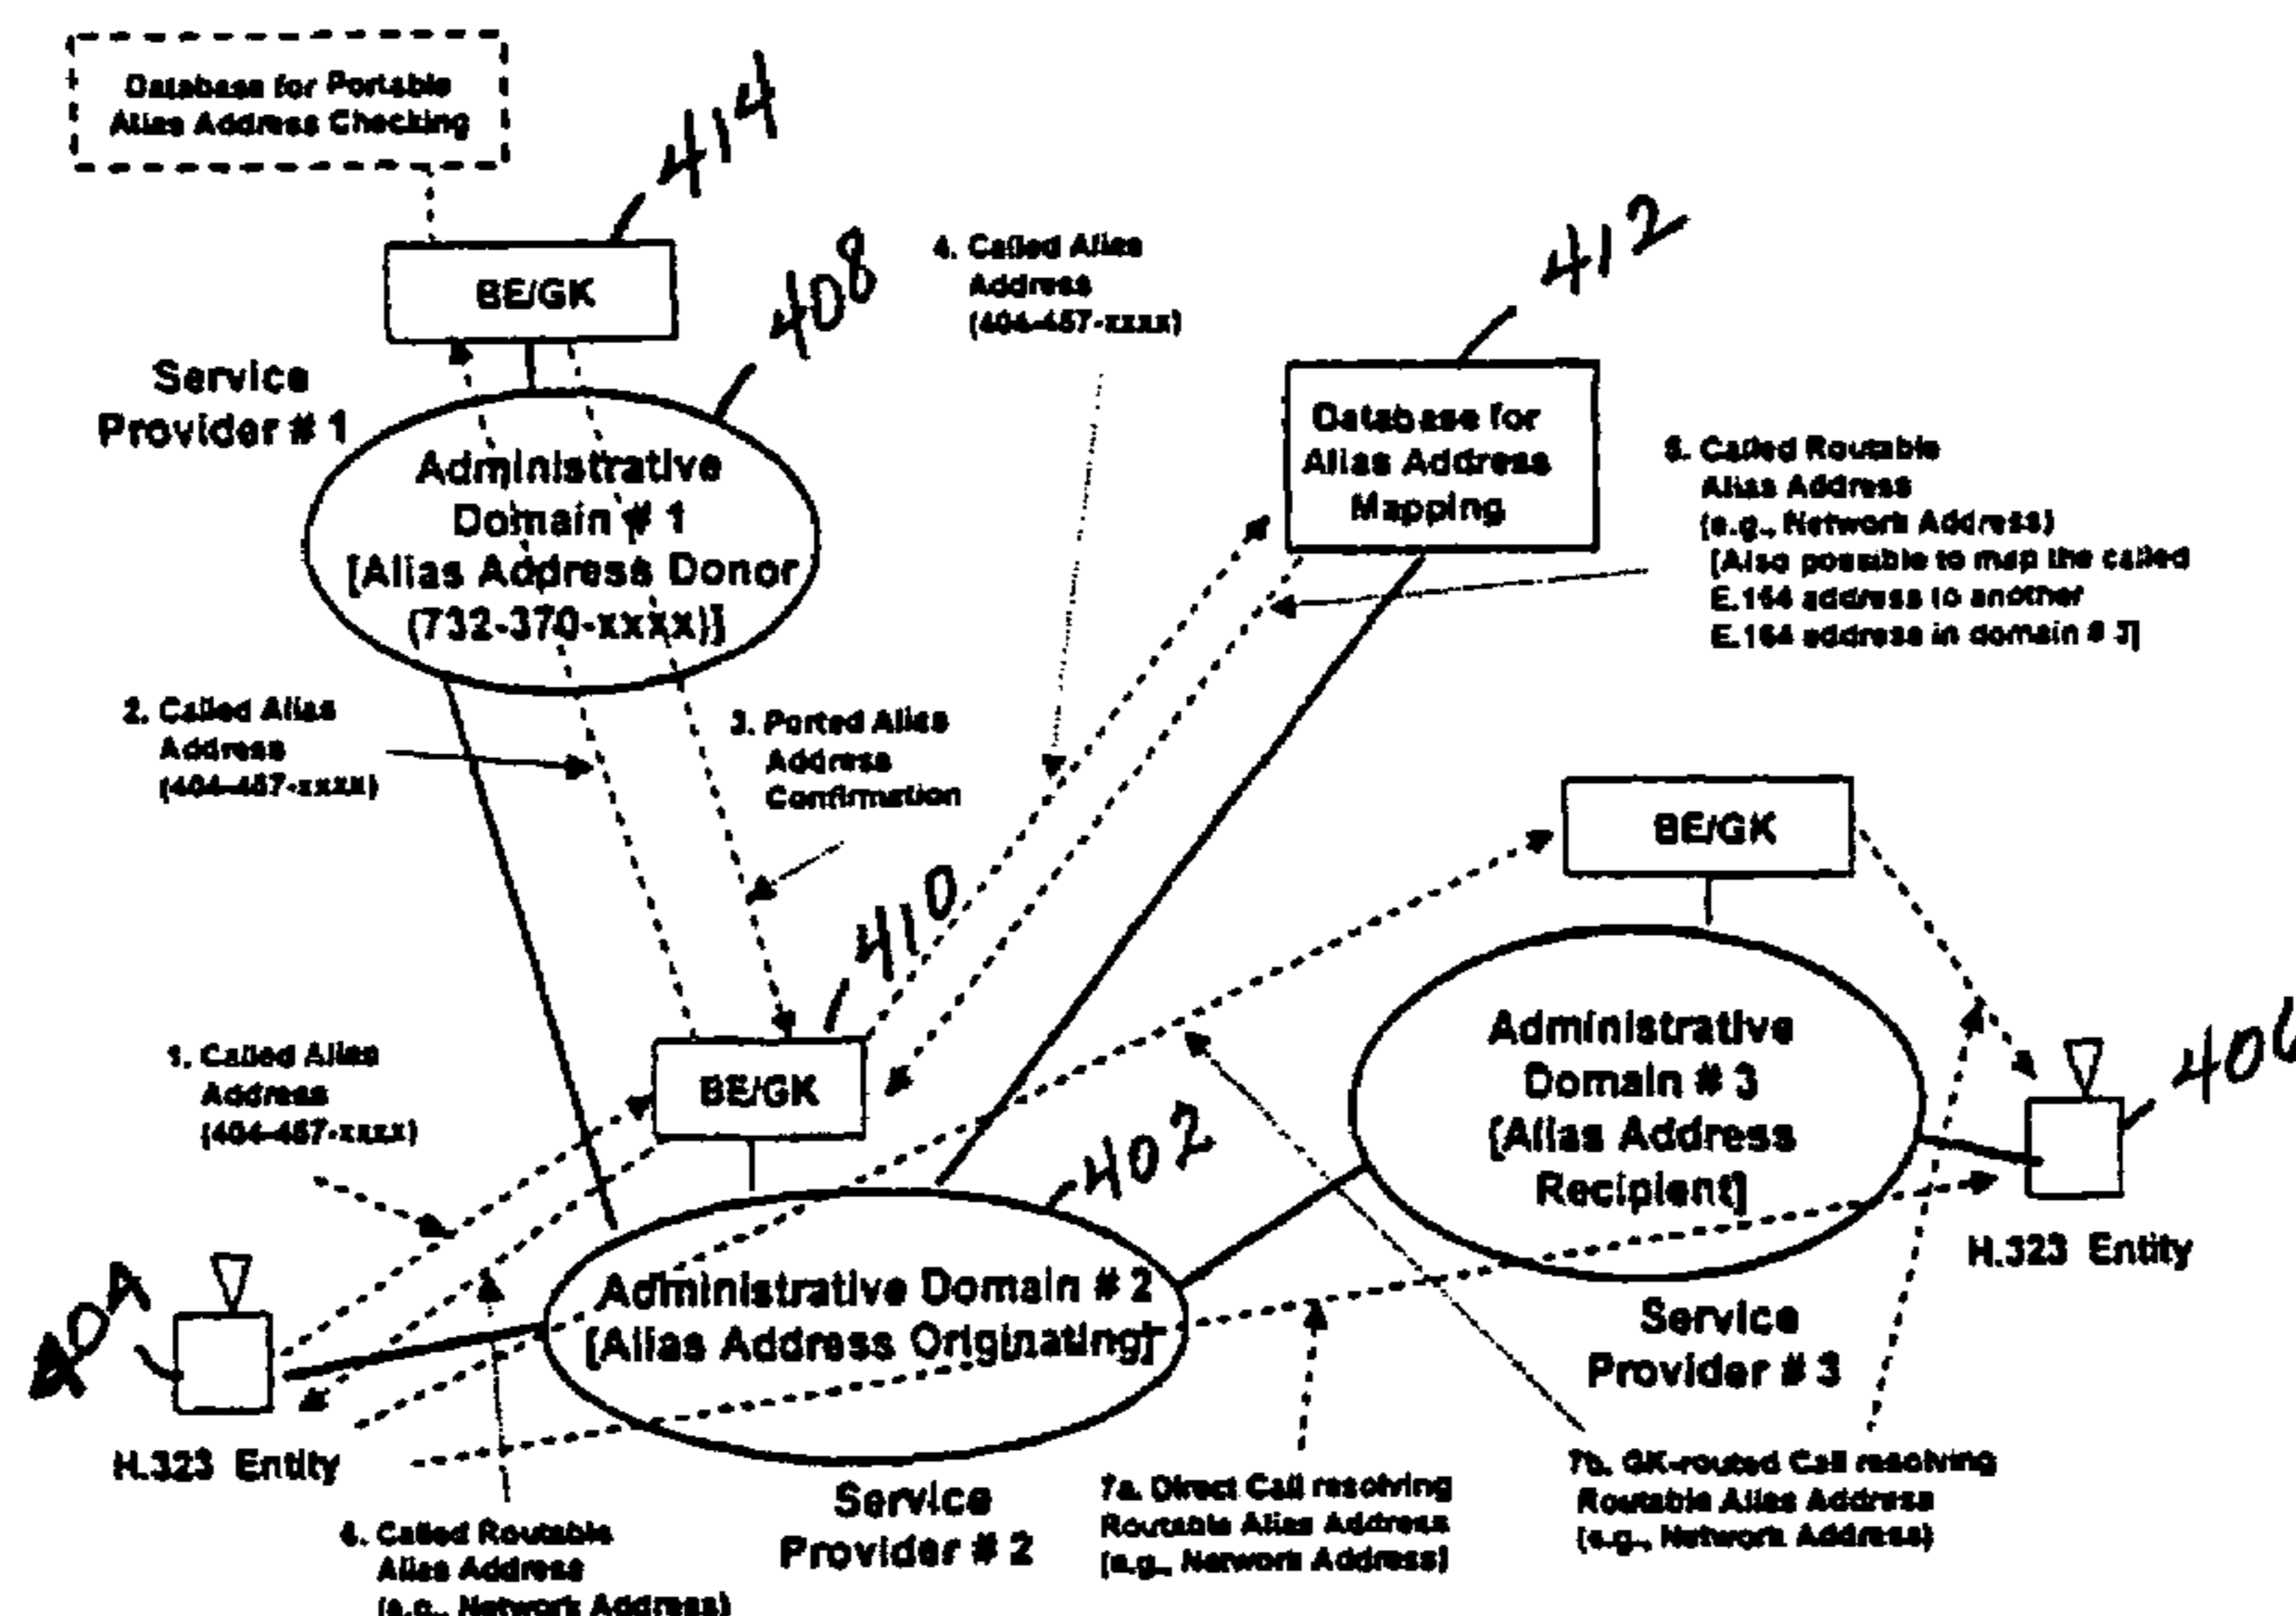 Database for Portable
Alias Address Checking
414
BE/GK
408
Service
Provider # 1
Administrative
Domain # 1
[Alias Address Donor
(732-370-xxxx)]
4. Called Alias
Address
(404-457-xxxx)
412
Database for
Alias Address
Mapping
5. Called Routable
Alias Address
(e.g., Network Address)
[Also possible to map the called
E.164 address to another
E.164 address in domain # 3]
2. Called Alias
Address
(404-457-xxxx)
3. Ported Alias
Address
Confirmation
BE/GK
410
1. Called Alias
Address
(404-457-xxxx)
BE/GK
402
Administrative
Domain # 3
[Alias Address
Recipient]
406
H.323 Entity
404
Administrative Domain # 2
[Alias Address Originating]
Service
Provider # 3
H.323 Entity
Service
Provider # 2
6. Called Routable
Alias Address
(e.g., Network Address)
7a. Direct Call resolving
Routable Alias Address
(e.g., Network Address)
7b. GK-routed Call resolving
Routable Alias Address
(e.g., Network Address)